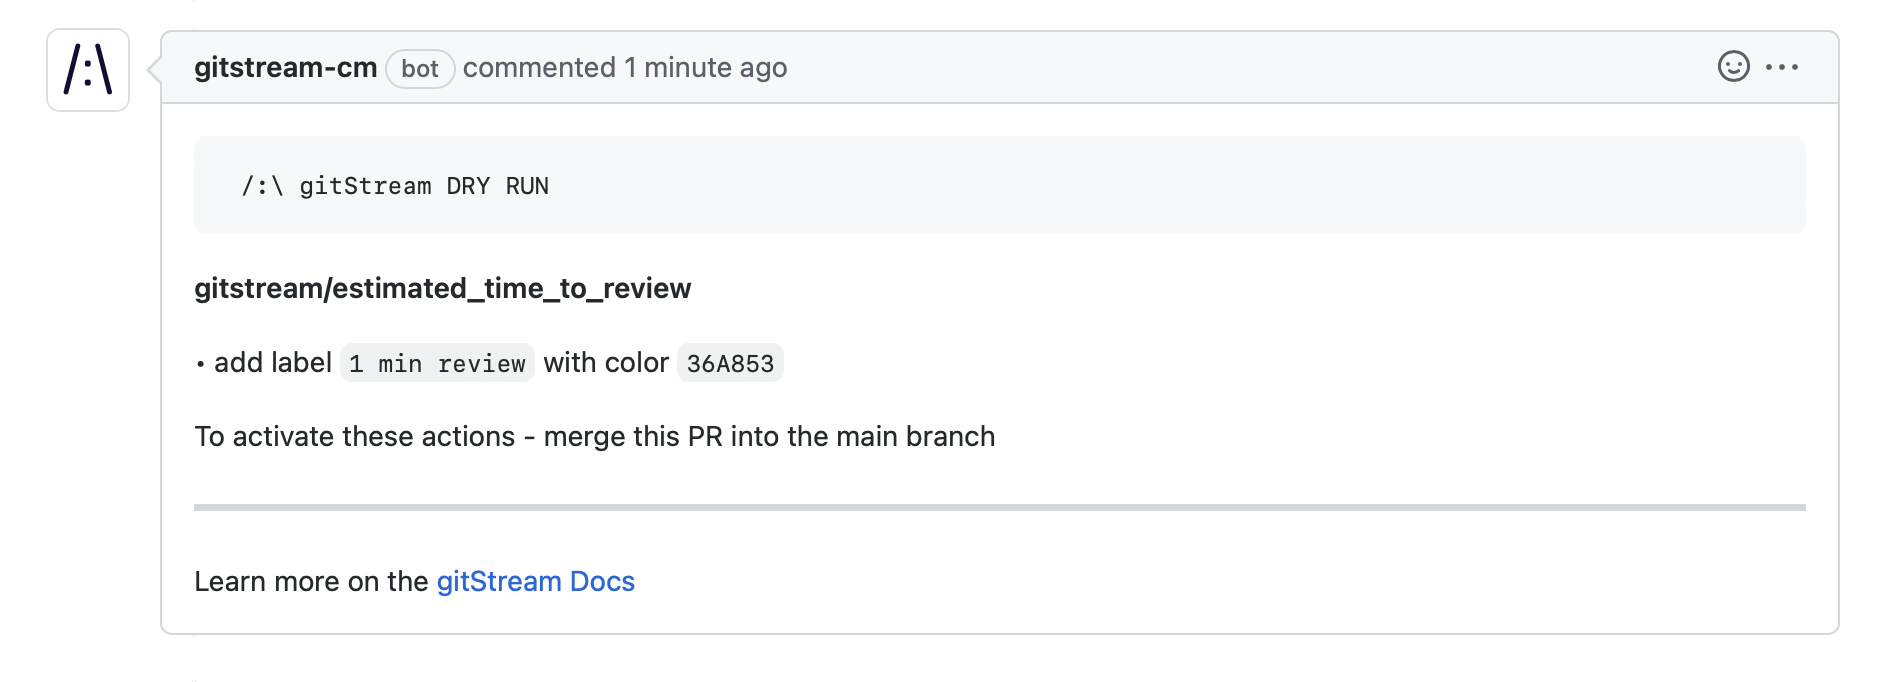 /:\
gitstream-cm bot commented 1 minute ago
/:\ gitStream DRY RUN
gitstream/estimated_time_to_review
• add label 1 min review with color 36A853
To activate these actions - merge this PR into the main branch
Learn more on the gitStream Docs